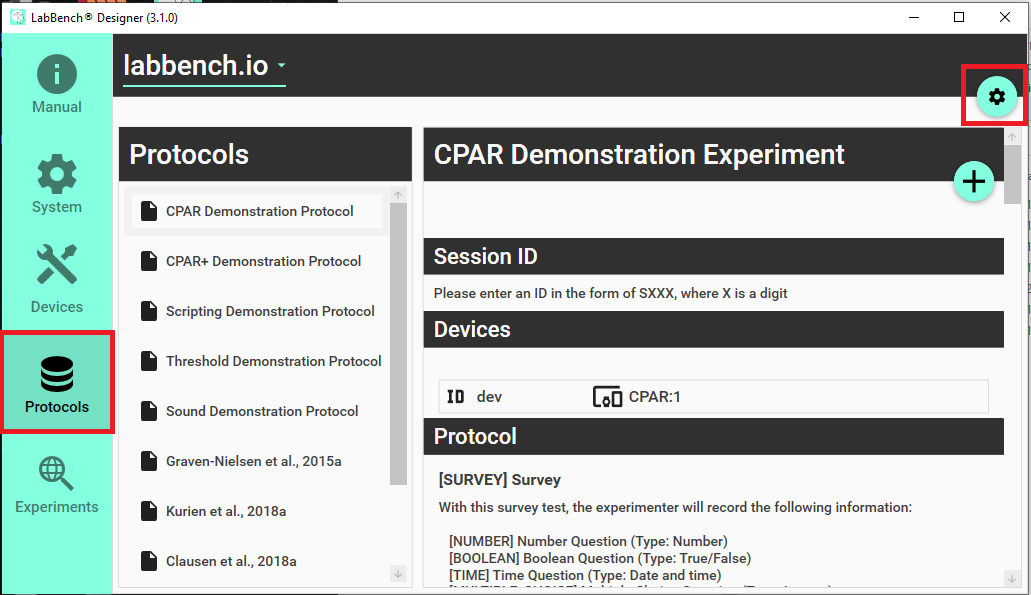 LabBench® Designer (3.1.0)
Manual
System
Devices
Protocols
Experiments
labbench.io
Protocols
CPAR Demonstration Protocol
CPAR+ Demonstration Protocol
Scripting Demonstration Protocol
Threshold Demonstration Protocol
Sound Demonstration Protocol
Graven-Nielsen et al., 2015a
Kurien et al., 2018a
Clausen et al., 2018a
CPAR Demonstration Experiment
Session ID
Please enter an ID in the form of SXXX, where X is a digit
Devices
ID dev CPAR:1
Protocol
[SURVEY] Survey
With this survey test, the experimenter will record the following information:
[NUMBER] Number Question (Type: Number)
[BOOLEAN] Boolean Question (Type: True/False)
[TIME] Time Question (Type: Date and time)